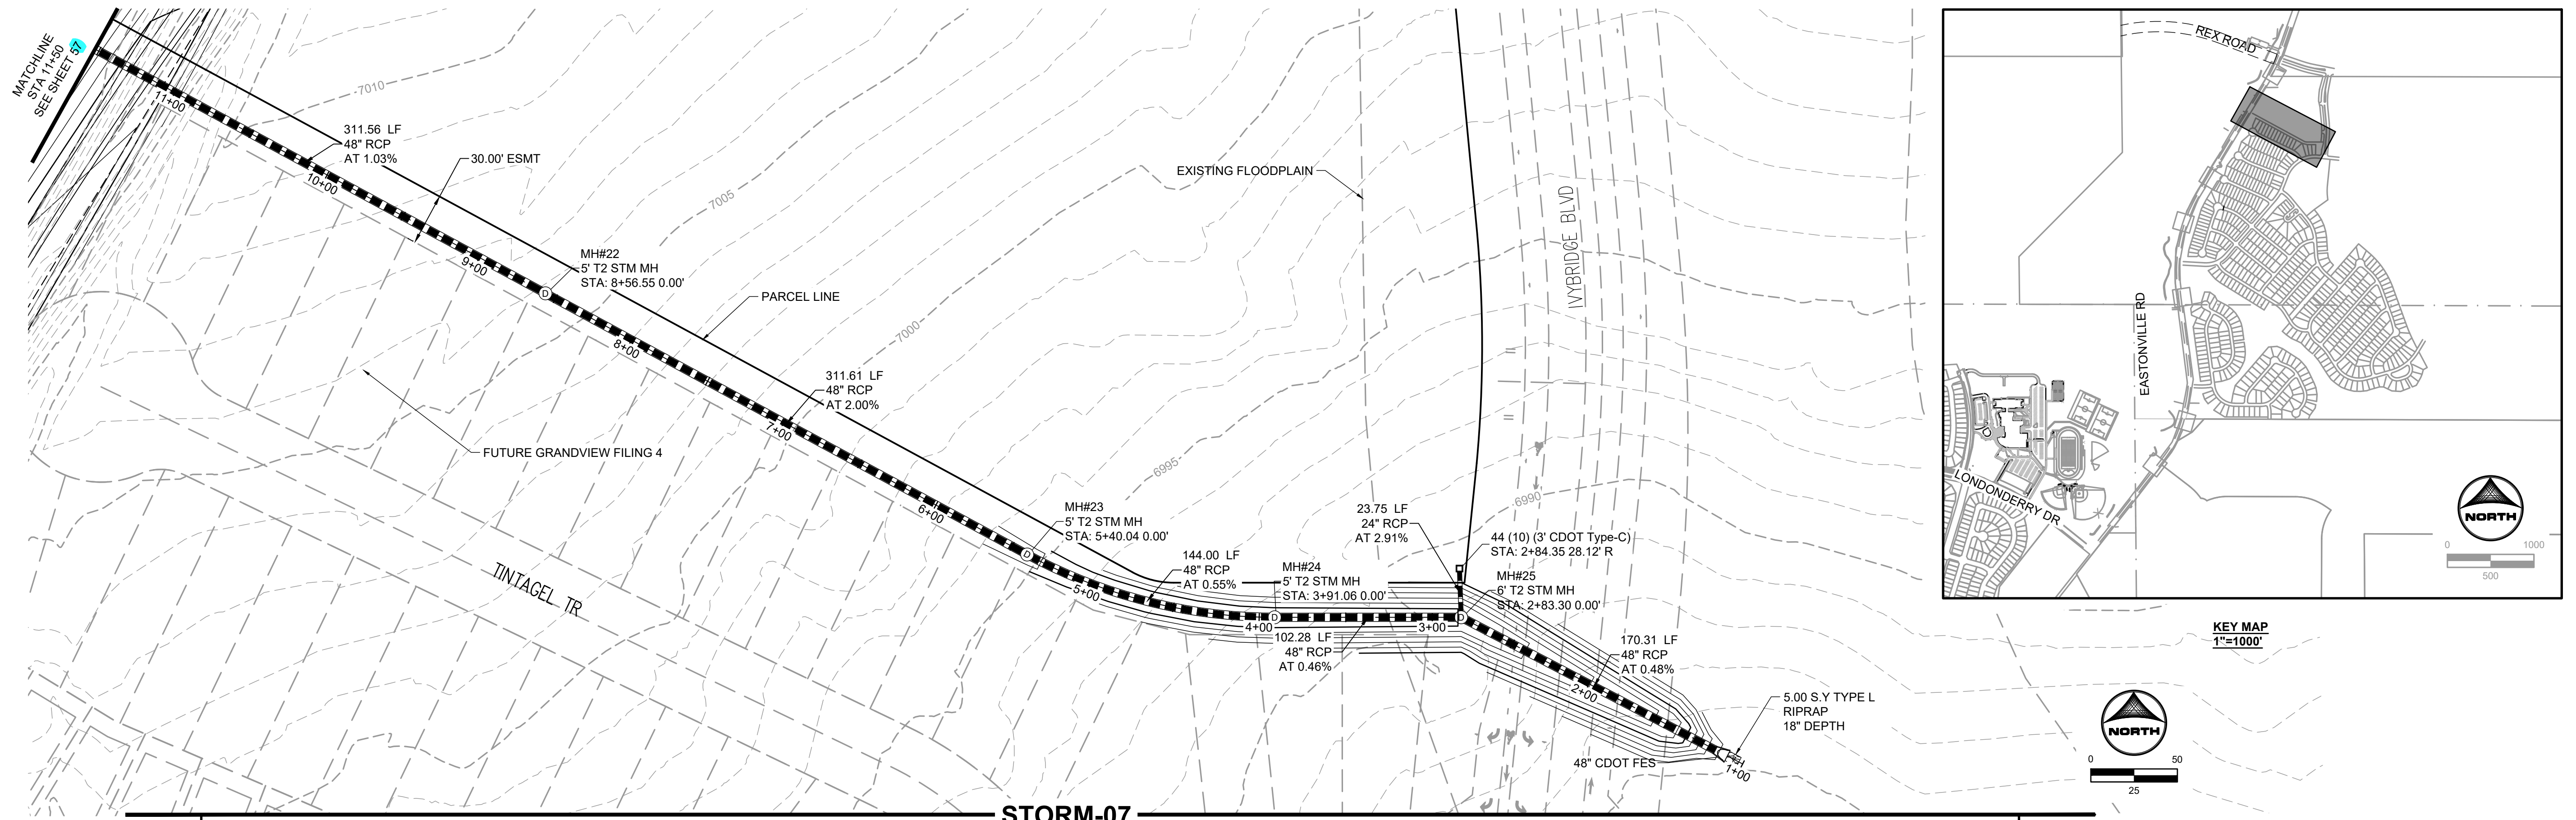 MATCHLINE
STA 11+50
SEE SHEET 57
11+00
7010
311.56 LF
48" RCP
AT 1.03%
10+00
30.00' ESMT
9+00
7005
MH#22
5' T2 STM MH
STA: 8+56.55 0.00'
PARCEL LINE
8+00
7000
311.61 LF
48" RCP
AT 2.00%
7+00
FUTURE GRANDVIEW FILING 4
6995
6+00
MH#23
5' T2 STM MH
STA: 5+40.04 0.00'
TINTAGEL TR
5+00
144.00 LF
48" RCP
AT 0.55%
EXISTING FLOODPLAIN
IVYBRIDGE BLVD
6990
23.75 LF
24" RCP
AT 2.91%
44 (10) (3' CDOT Type-C)
STA: 2+84.35 28.12' R
MH#24
5' T2 STM MH
STA: 3+91.06 0.00'
MH#25
6' T2 STM MH
STA: 2+83.30 0.00'
4+00
3+00
102.28 LF
48" RCP
AT 0.46%
170.31 LF
48" RCP
AT 0.48%
2+00
5.00 S.Y TYPE L
RIPRAP
18" DEPTH
48" CDOT FES
1+00
STORM-07
REX ROAD
EASTONVILLE RD
LONDONDERRY DR
NORTH
0 1000
500
KEY MAP
1"=1000'
NORTH
0 50
25